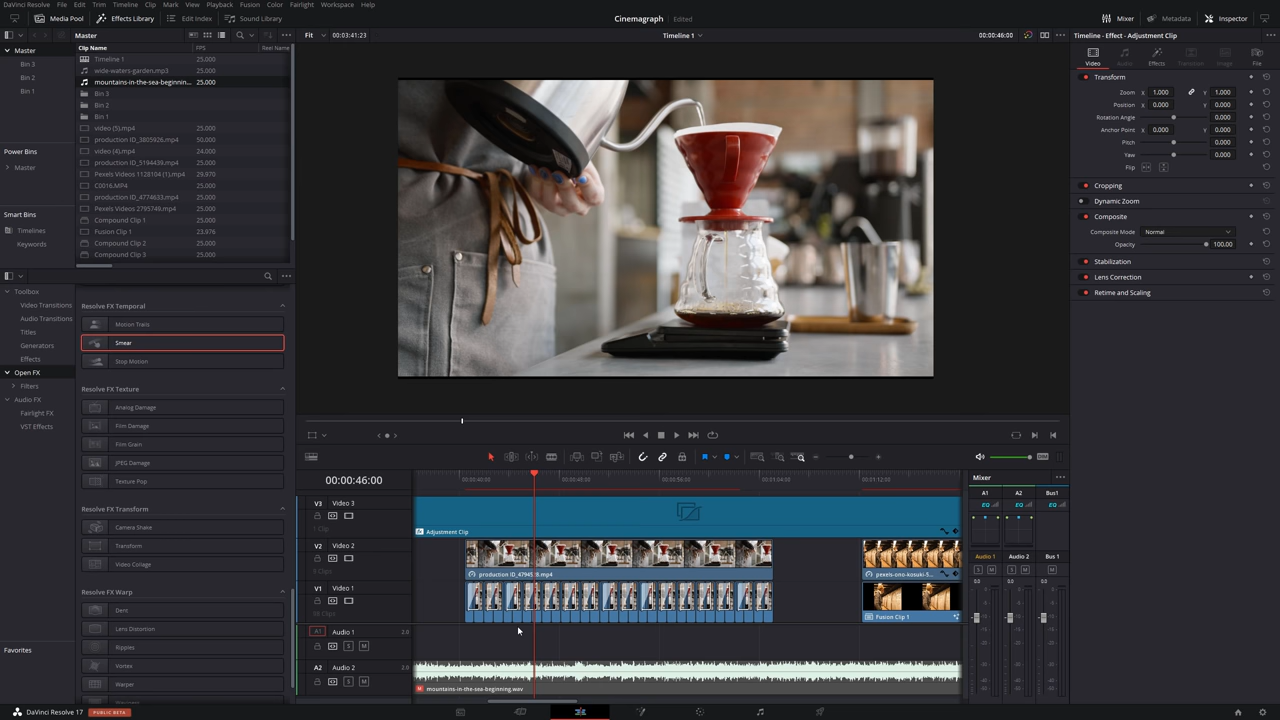 DaVinci Resolve File Edit Trim Timeline Clip Mark View Playback Fusion Color Fairlight Workspace Help
Media Pool Effects Library Edit Index Sound Library Cinemagraph Edited Mixer Metadata Inspector
Master Fit 00:03:41:23 Timeline 1 00:00:46:00 Timeline - Effect - Adjustment Clip
Master
Bin 3
Bin 2
Bin 1
Power Bins
Master
Smart Bins
Timelines
Keywords
Clip Name FPS Reel Name
Timeline 1 25.000
wide-waters-garden.mp3 25.000
mountains-in-the-sea-beginnin... 25.000
Bin 3
Bin 2
Bin 1
video (5).mp4 25.000
production ID_3805926.mp4 50.000
video (4).mp4 24.000
production ID_5194439.mp4 25.000
Pexels Videos 1128104 (1).mp4 29.970
C0016.MP4 25.000
production ID_4774633.mp4 25.000
Pexels Videos 2795749.mp4 25.000
Compound Clip 1 25.000
Fusion Clip 1 23.976
Compound Clip 2 25.000
Compound Clip 3 25.000
Video Audio Effects Transition Image File
Transform
Zoom X 1.000 Y 1.000
Position X 0.000 Y 0.000
Rotation Angle 0.000
Anchor Point X 0.000 Y 0.000
Pitch 0.000
Yaw 0.000
Flip
Cropping
Dynamic Zoom
Composite
Composite Mode Normal
Opacity 100.00
Stabilization
Lens Correction
Retime and Scaling
Toolbox
Video Transitions
Audio Transitions
Titles
Generators
Effects
Open FX
Filters
Audio FX
Fairlight FX
VST Effects
Favorites
Resolve FX Temporal
Motion Trails
Smear
Stop Motion
Resolve FX Texture
Analog Damage
Film Damage
Film Grain
JPEG Damage
Texture Pop
Resolve FX Transform
Camera Shake
Transform
Video Collage
Resolve FX Warp
Dent
Lens Distortion
Ripples
Vortex
Warper
00:00:46:00 00:00:40:00 00:00:48:00 00:00:56:00 00:01:04:00 00:01:12:00
V3 Video 3
Adjustment Clip
V2 Video 2
pexels-ono-kosuki-5...
V1 Video 1
Fusion Clip 1
A1 Audio 1 2.0
S M
A2 Audio 2 2.0
S M
mountains-in-the-sea-beginning.wav
Mixer
A1 A2 Bus1
EQ EQ EQ
Audio 1 Audio 2 Bus 1
S M S M M
0.0 0.0 0.0
DaVinci Resolve 17 PUBLIC BETA